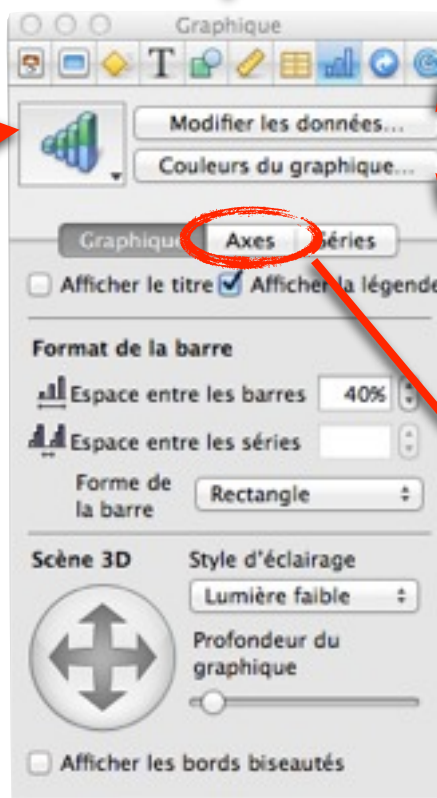 Graphique
Modifier les données...
Couleurs du graphique...
Graphique Axes Séries
Afficher le titre Afficher la légende
Format de la barre
Espace entre les barres 40%
Espace entre les séries
Forme de
la barre
Rectangle
Scène 3D Style d'éclairage
Lumière faible
Profondeur du
graphique
Afficher les bords biseautés